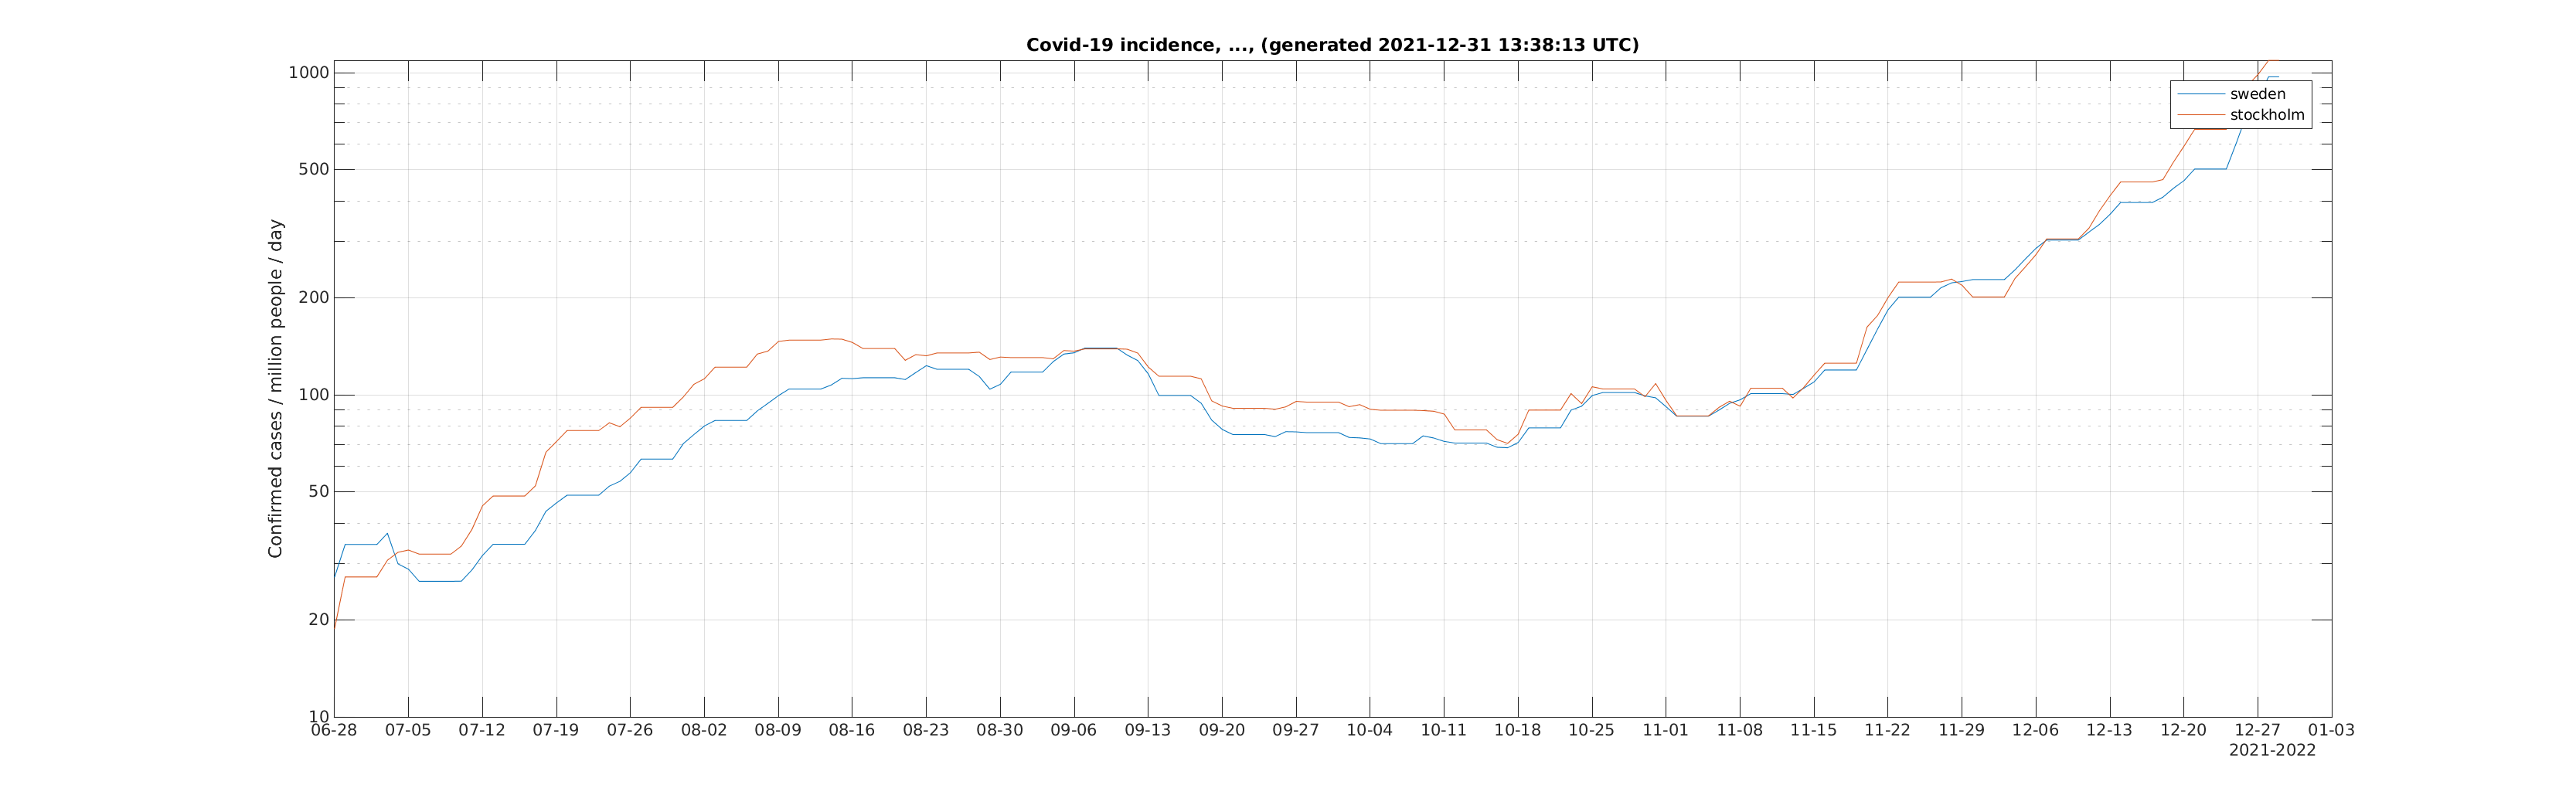 Covid-19 incidence, ..., (generated 2021-12-31 13:38:13 UTC)
Confirmed cases / million people / day
1000
500
200
100
50
20
10
sweden
stockholm
06-28 07-05 07-12 07-19 07-26 08-02 08-09 08-16 08-23 08-30 09-06 09-13 09-20 09-27 10-04 10-11 10-18 10-25 11-01 11-08 11-15 11-22 11-29 12-06 12-13 12-20 12-27 01-03
2021-2022